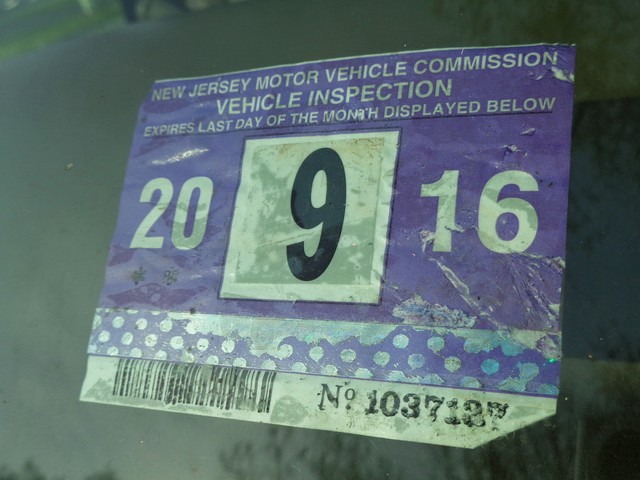 NEW JERSEY MOTOR VEHICLE COMMISSION
VEHICLE INSPECTION
EXPIRES LAST DAY OF THE MONTH DISPLAYED BELOW
20 9 16
Nº 1037137